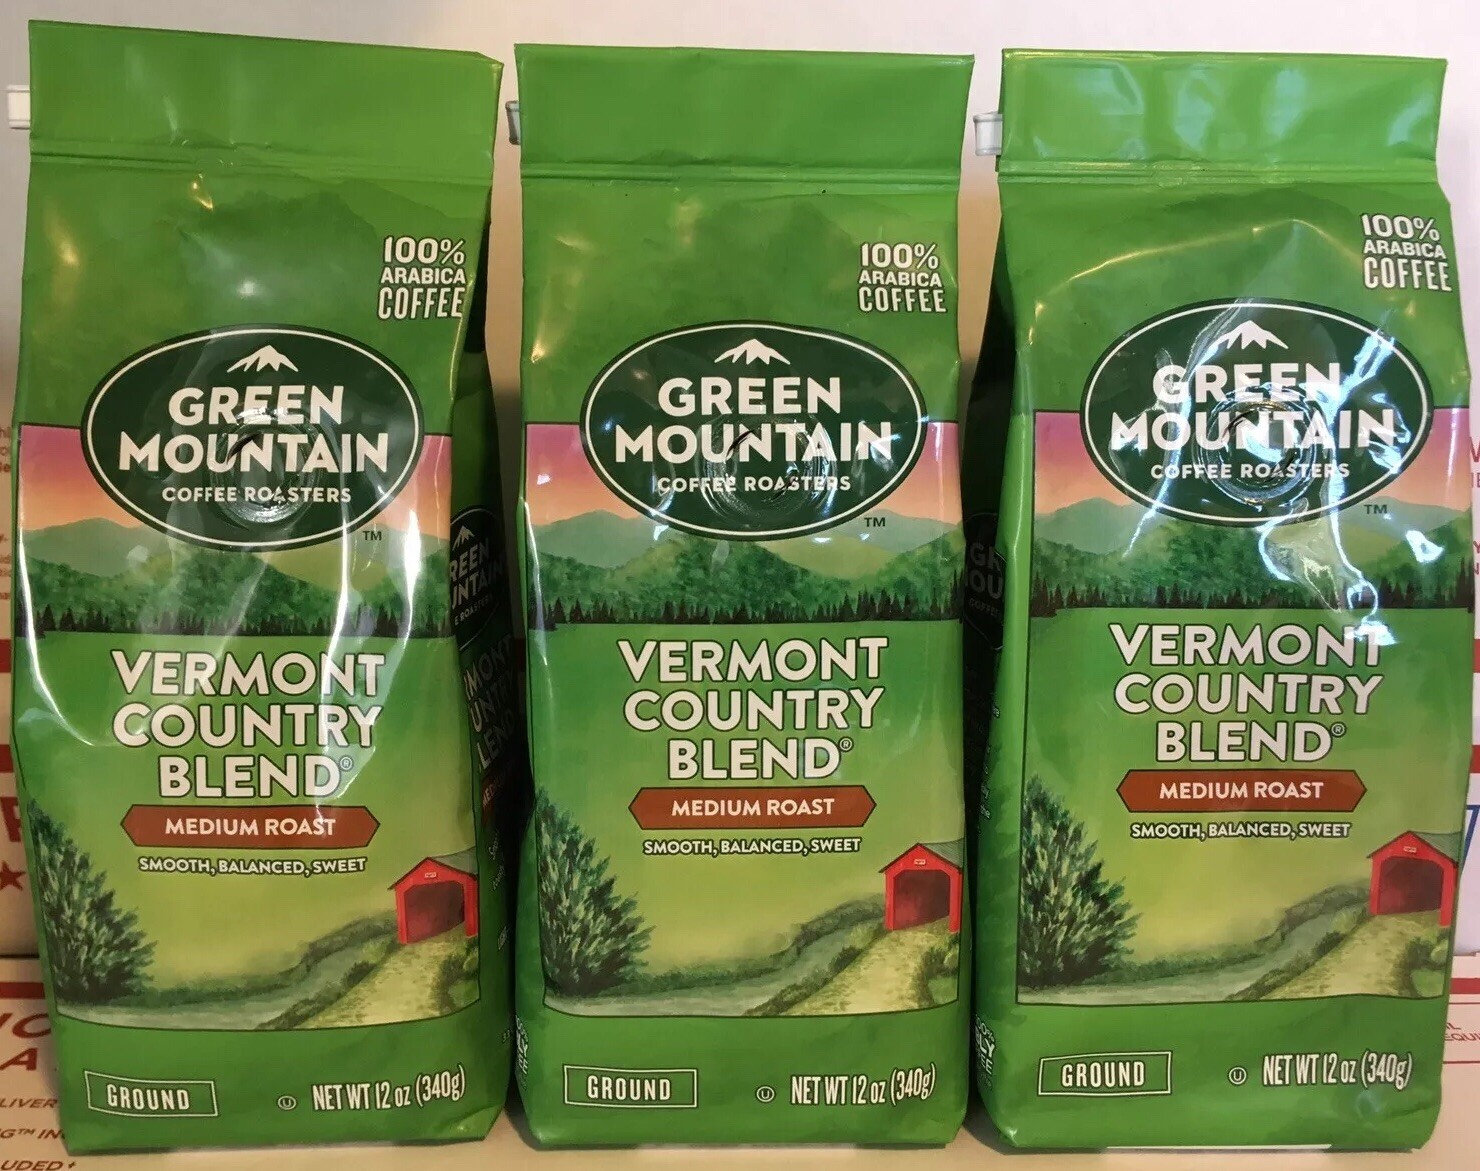 100%
ARABICA
COFFEE
GREEN
MOUNTAIN
COFFEE ROASTERS
TM
VERMONT
COUNTRY
BLEND®
MEDIUM ROAST
SMOOTH, BALANCED, SWEET
GROUND
U
NET WT 12 oz (340g)
100%
ARABICA
COFFEE
GREEN
MOUNTAIN
COFFEE ROASTERS
TM
VERMONT
COUNTRY
BLEND®
MEDIUM ROAST
SMOOTH, BALANCED, SWEET
GROUND
U
NET WT 12 oz (340g)
100%
ARABICA
COFFEE
GREEN
MOUNTAIN
COFFEE ROASTERS
TM
VERMONT
COUNTRY
BLEND®
MEDIUM ROAST
SMOOTH, BALANCED, SWEET
GROUND
U
NET WT 12 oz (340g)